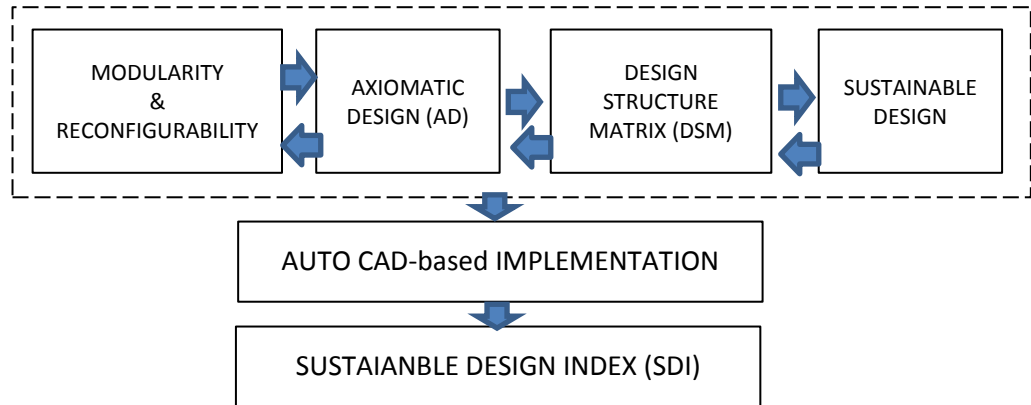 MODULARITY
&
RECONFIGURABILITY
AXIOMATIC
DESIGN (AD)
DESIGN
STRUCTURE
MATRIX (DSM)
SUSTAINABLE
DESIGN
AUTO CAD-based IMPLEMENTATION
SUSTAIANBLE DESIGN INDEX (SDI)